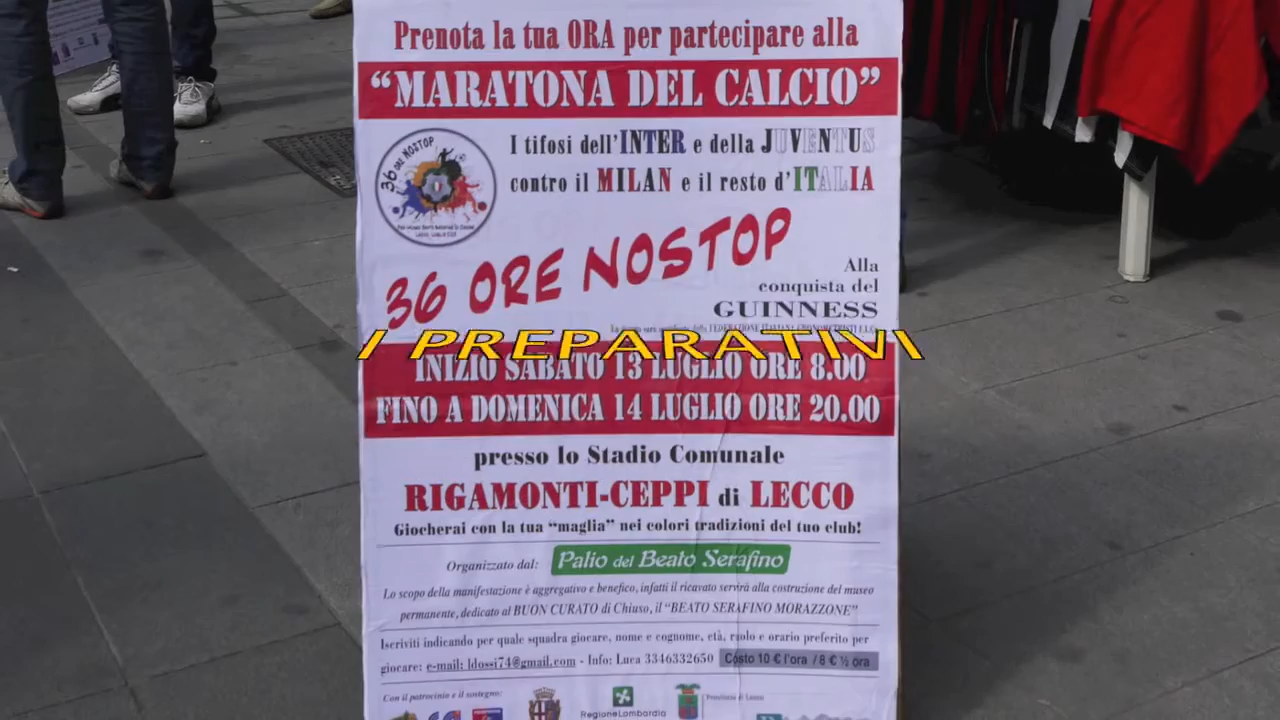 Prenota la tua ORA per partecipare alla
“MARATONA DEL CALCIO”
36 ORE NOSTOP
I tifosi dell’INTER e della JUVENTUS
contro il MILAN e il resto d’ITALIA
36 ORE NOSTOP
Alla
conquista del
GUINNESS
I PREPARATIVI
INIZIO SABATO 13 LUGLIO ORE 8.00
FINO A DOMENICA 14 LUGLIO ORE 20.00
presso lo Stadio Comunale
RIGAMONTI-CEPPI di LECCO
Giocherai con la tua “maglia” nei colori tradizioni del tuo club!
Organizzato dal: Palio del Beato Serafino
Lo scopo della manifestazione è aggregativo e benefico, infatti il ricavato servirà alla costruzione del museo
permanente, dedicato al BUON CURATO di Chiuso, il “BEATO SERAFINO MORAZZONE”
Iscriviti indicando per quale squadra giocare, nome e cognome, età, ruolo e orario preferito per
giocare: e-mail: ldossi74@gmail.com - Info: Luca 3346332650 Costo 10 € l’ora / 8 € ½ ora
Con il patrocinio e il sostegno:
RegioneLombardia
Provincia di Lecco